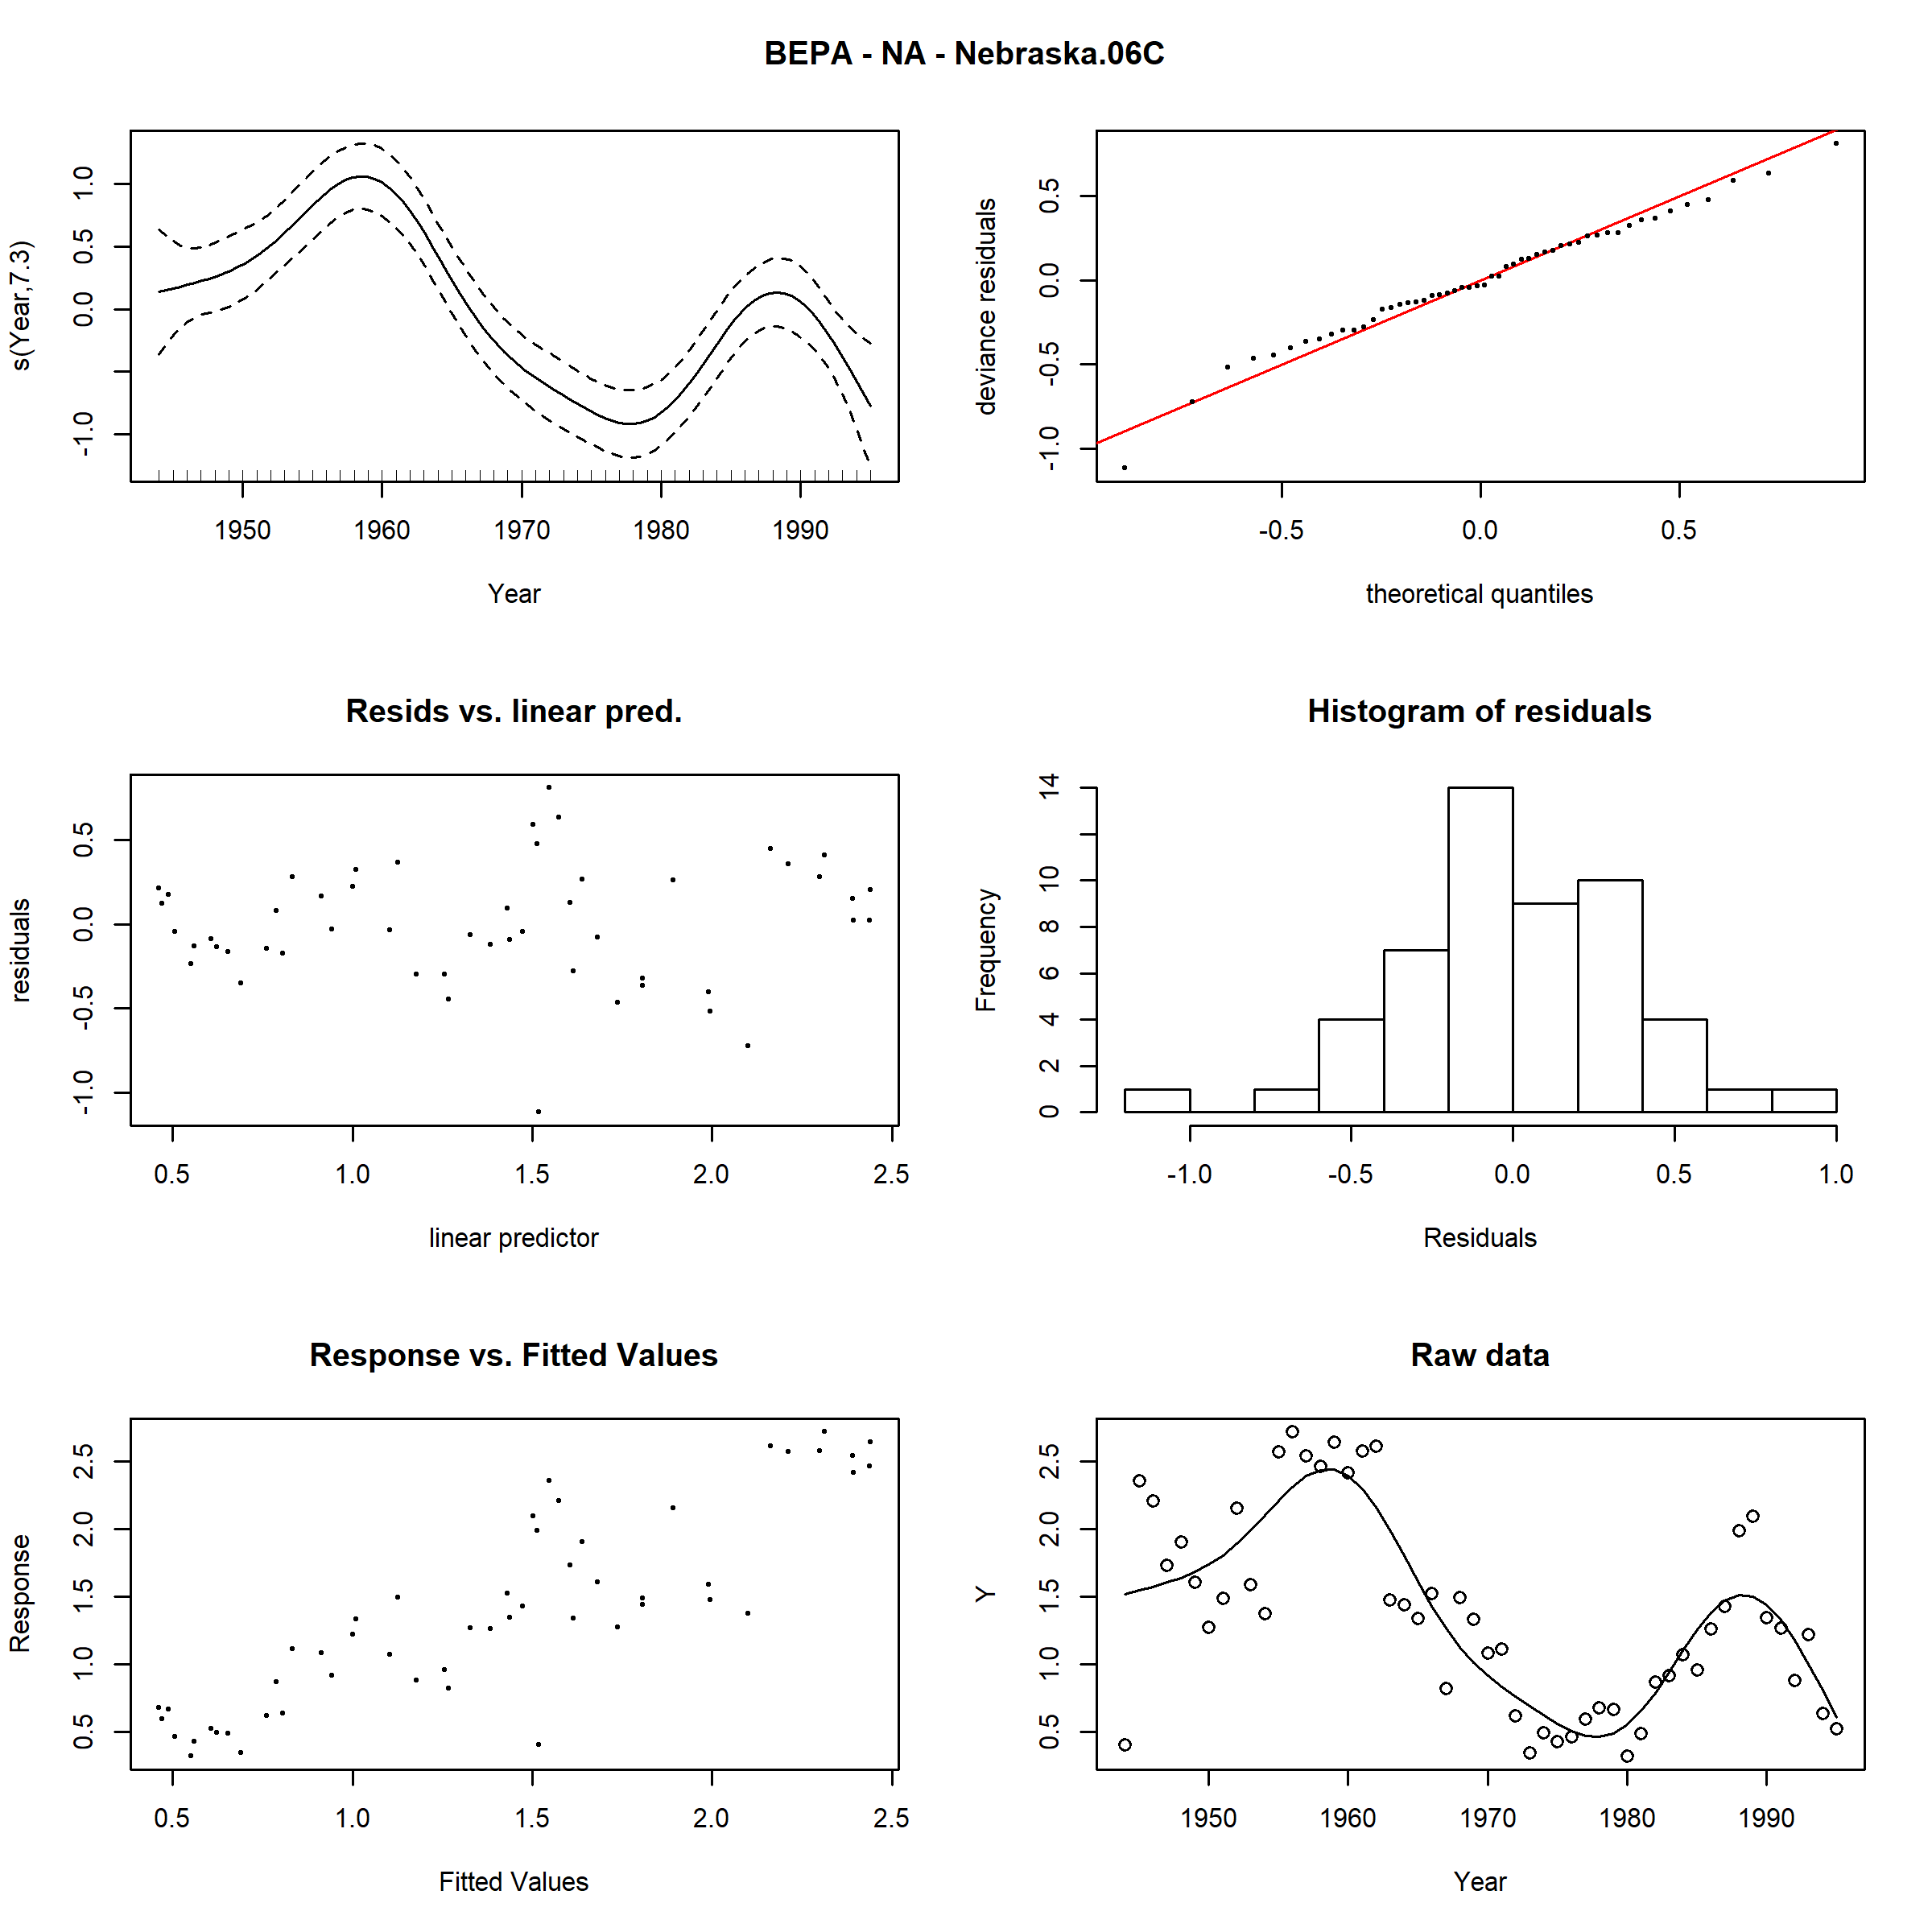 BEPA - NA - Nebraska.06C
s(Year,7.3)
1.0
0.5
0.0
-1.0
1950 1960 1970 1980 1990
Year
deviance residuals
0.5
0.0
-0.5
-1.0
-0.5 0.0 0.5
theoretical quantiles
Resids vs. linear pred.
residuals
0.5
0.0
-0.5
-1.0
0.5 1.0 1.5 2.0 2.5
linear predictor
Histogram of residuals
Frequency
14
10
8
6
4
2
0
-1.0 -0.5 0.0 0.5 1.0
Residuals
Response vs. Fitted Values
Response
2.5
2.0
1.5
1.0
0.5
0.5 1.0 1.5 2.0 2.5
Fitted Values
Raw data
Y
2.5
2.0
1.5
1.0
0.5
1950 1960 1970 1980 1990
Year